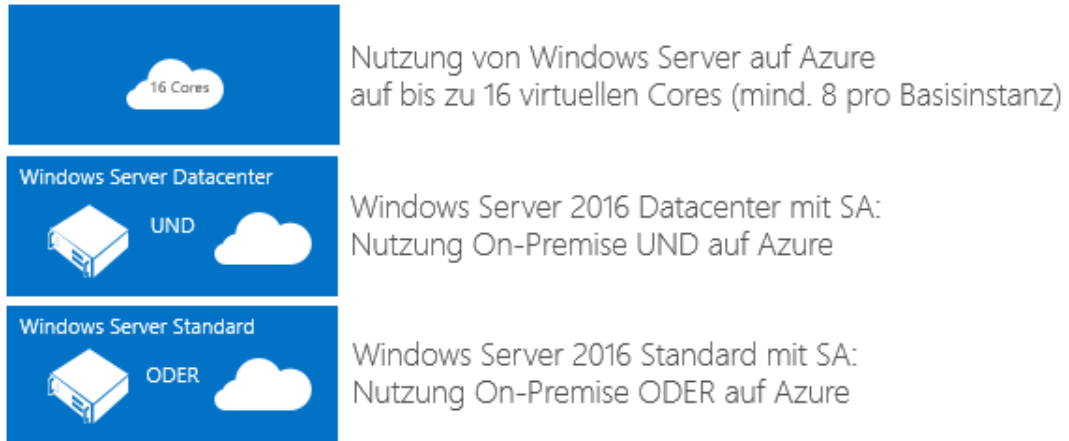 16 Cores
Nutzung von Windows Server auf Azure
auf bis zu 16 virtuellen Cores (mind. 8 pro Basisinstanz)
Windows Server Datacenter
UND
Windows Server 2016 Datacenter mit SA:
Nutzung On-Premise UND auf Azure
Windows Server Standard
ODER
Windows Server 2016 Standard mit SA:
Nutzung On-Premise ODER auf Azure